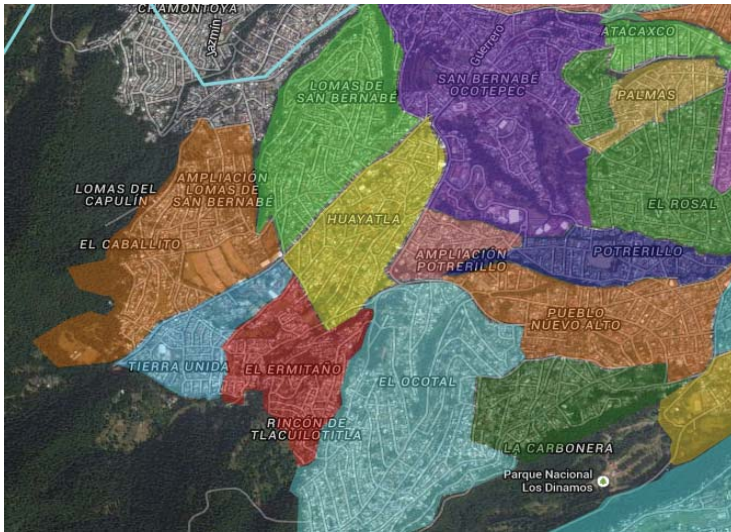 CHAMONTOYA
yazmín
Guerrero
ATACAXCO
LOMAS DE
SAN BERNABÉ
SAN BERNABÉ
OCOTEPEC
PALMAS
AMPLIACIÓN
LOMAS DE
SAN BERNABÉ
LOMAS DEL
CAPULÍN
HUAYATLA
EL ROSAL
EL CABALLITO
AMPLIACIÓN
POTRERILLO
POTRERILLO
PUEBLO
NUEVO ALTO
TIERRA UNIDA
EL ERMITAÑO
EL OCOTAL
RINCÓN DE
TLACUILOTITLA
LA CARBONERA
Parque Nacional
Los Dinamos